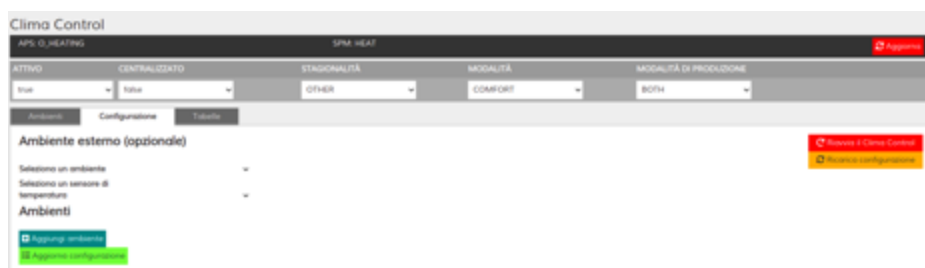 Clima Control
APS: O_HEATING SPM: HEAT Aggiorna
ATTIVO CENTRALIZZATO STAGIONALITÀ MODALITÀ MODALITÀ DI PRODUZIONE
true false OTHER COMFORT BOTH
Ambienti Configurazione Tabelle
Ambiente esterno (opzionale)
Riavvia il Clima Control
Ricarica configurazione
Seleziona un ambiente
Seleziona un sensore di
temperatura
Ambienti
Aggiungi ambiente
Aggiorna configurazione